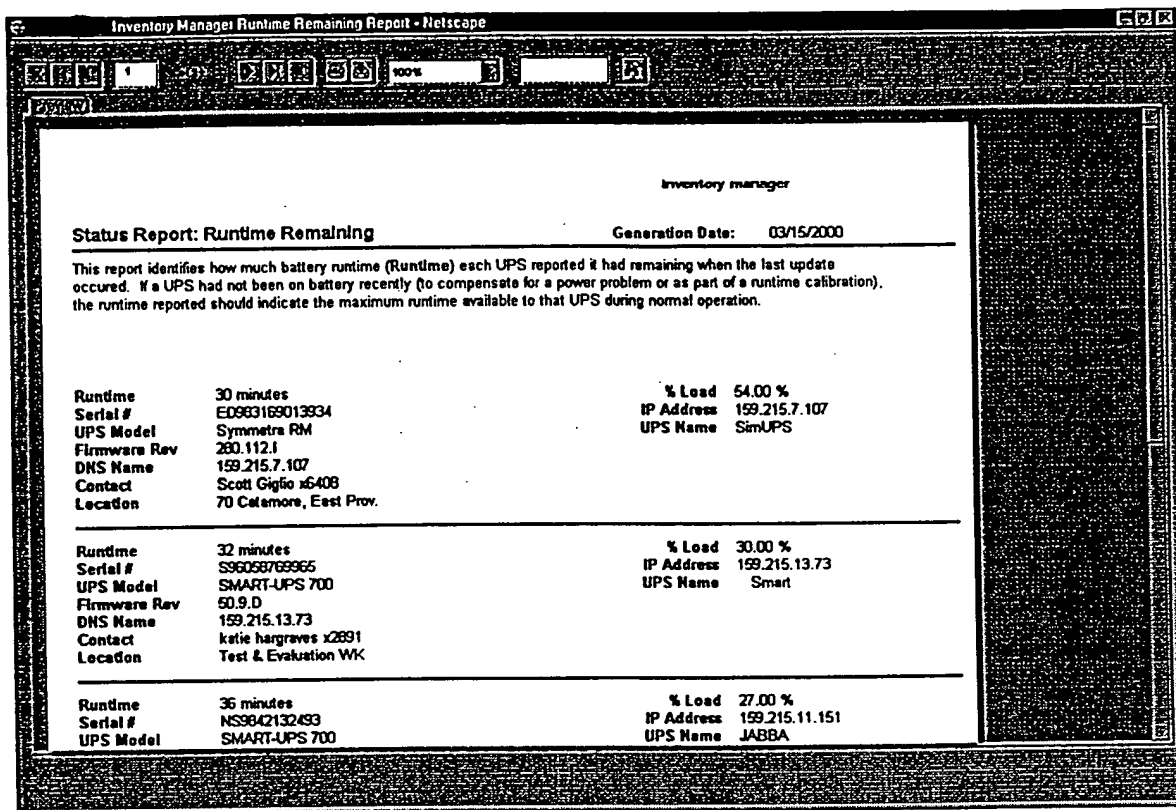 Inventory Manager Runtime Remaining Report - Netscape
1
100%
Preview
Inventory manager
Status Report: Runtime Remaining
Generation Date: 03/15/2000
This report identifies how much battery runtime (Runtime) each UPS reported it had remaining when the last update
occured. If a UPS had not been on battery recently (to compensate for a power problem or as part of a runtime calibration),
the runtime reported should indicate the maximum runtime available to that UPS during normal operation.
Runtime 30 minutes % Load 54.00 %
Serial # ED983169013934 IP Address 159.215.7.107
UPS Model Symmetra RM UPS Name SimUPS
Firmware Rev 280.112.I
DNS Name 159.215.7.107
Contact Scott Giglio x6408
Location 70 Catamore, East Prov.
Runtime 32 minutes % Load 30.00 %
Serial # S96058769965 IP Address 159.215.13.73
UPS Model SMART-UPS 700 UPS Name Smart
Firmware Rev 50.9.D
DNS Name 159.215.13.73
Contact katie hargraves x2891
Location Test & Evaluation WK
Runtime 36 minutes % Load 27.00 %
Serial # NS9842132493 IP Address 159.215.11.151
UPS Model SMART-UPS 700 UPS Name JABBA